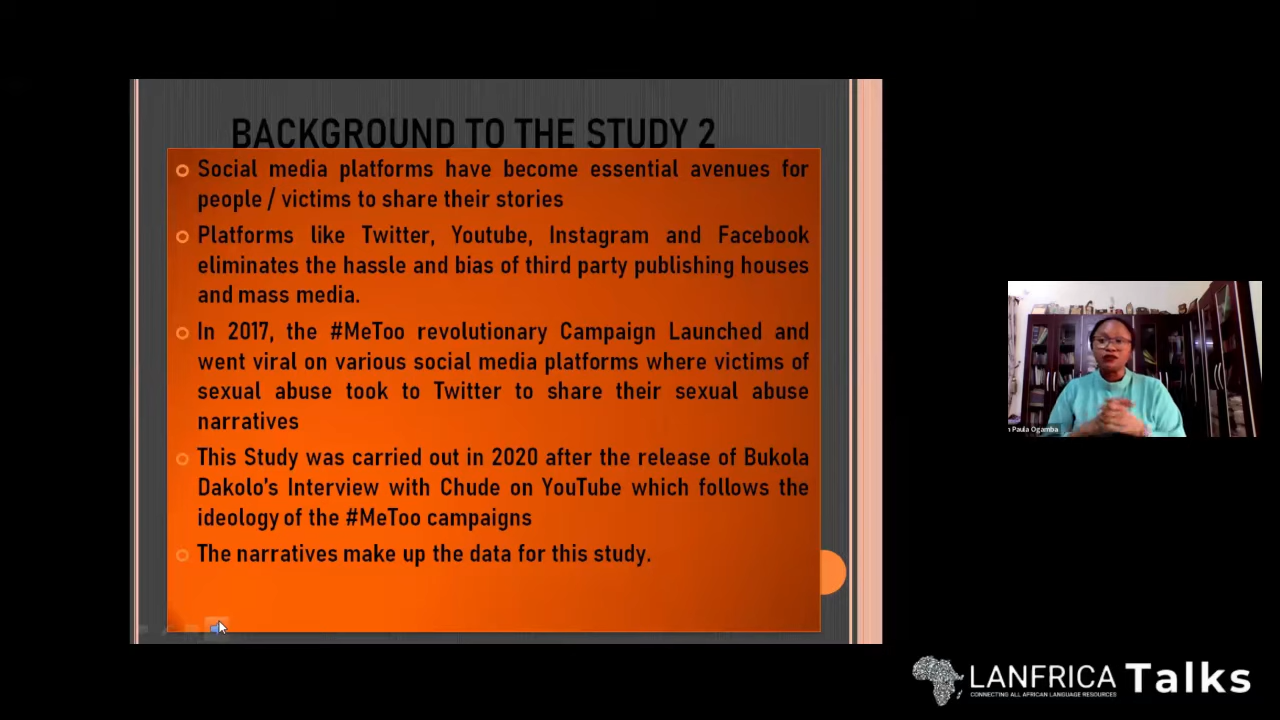 BACKGROUND TO THE STUDY 2
Social media platforms have become essential avenues for
people / victims to share their stories
Platforms like Twitter, Youtube, Instagram and Facebook
eliminates the hassle and bias of third party publishing houses
and mass media.
In 2017, the #MeToo revolutionary Campaign Launched and
went viral on various social media platforms where victims of
sexual abuse took to Twitter to share their sexual abuse
narratives
This Study was carried out in 2020 after the release of Bukola
Dakolo's Interview with Chude on YouTube which follows the
ideology of the #MeToo campaigns
The narratives make up the data for this study.
Paula Ogamba
LANFRICA Talks
CONNECTING ALL AFRICAN LANGUAGE RESOURCES